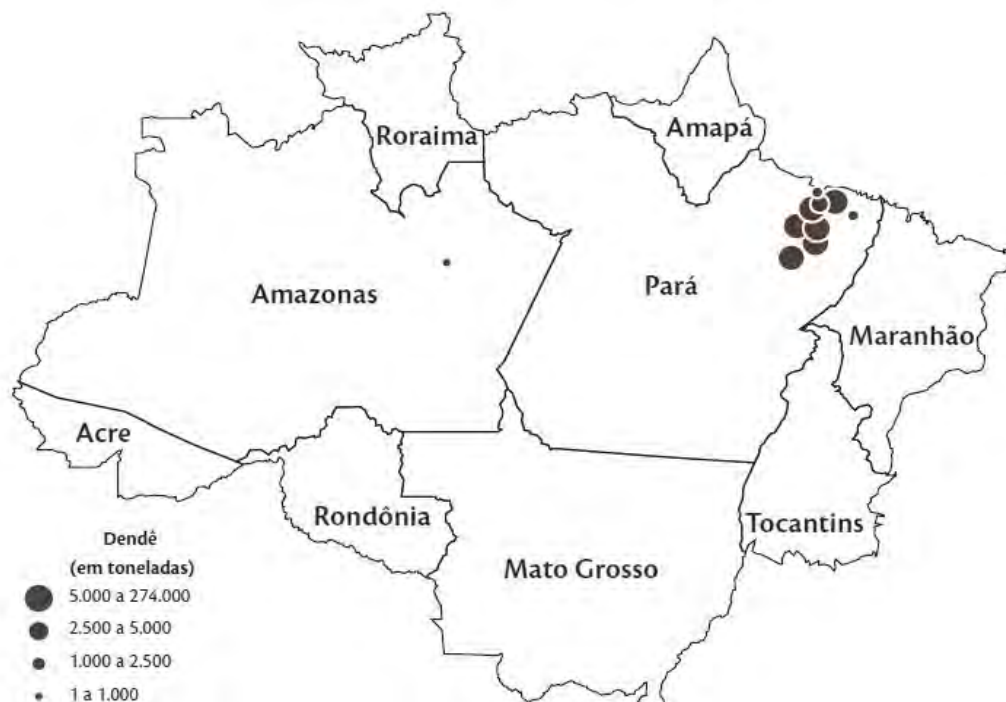 Roraima
Amapá
Amazonas
Pará
Maranhão
Acre
Rondônia
Tocantins
Mato Grosso
Dendê
(em toneladas)
5.000 a 274.000
2.500 a 5.000
1.000 a 2.500
1 a 1.000